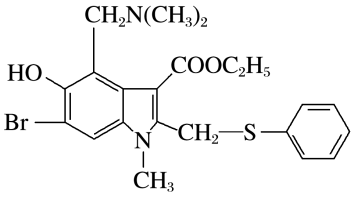 CH₂N(CH₃)₂
HO
COOC₂H₅
Br
N
CH₂
S
CH₃